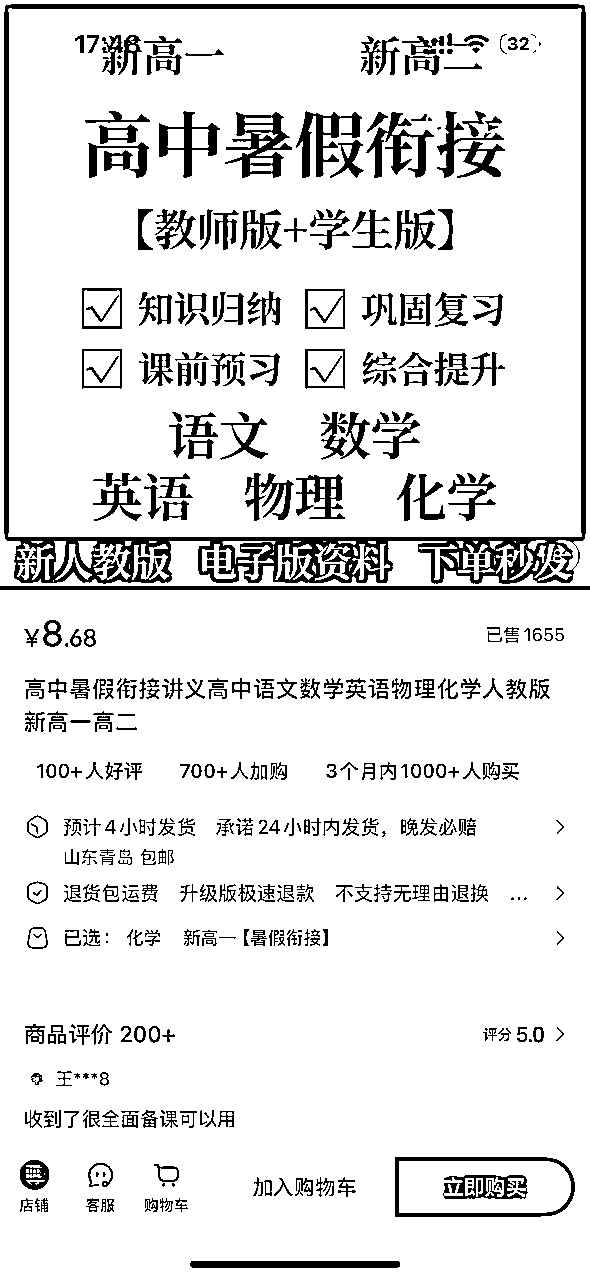 17:46
32
新高一 新高二
高中暑假衔接
【教师版+学生版】
知识归纳 巩固复习
课前预习 综合提升
语文 数学
英语 物理 化学
新人教版 电子版资料 下单秒发
¥8.68 已售1655
高中暑假衔接讲义高中语文数学英语物理化学人教版
新高一高二
100+人好评 700+人加购 3个月内1000+人购买
预计4小时发货 承诺24小时内发货，晚发必赔
山东青岛 包邮
退货包运费 升级版极速退款 不支持无理由退换 ...
已选： 化学 新高一【暑假衔接】
商品评价 200+ 评分 5.0
王***8
收到了很全面备课可以用
店铺 客服 购物车 加入购物车 立即购买